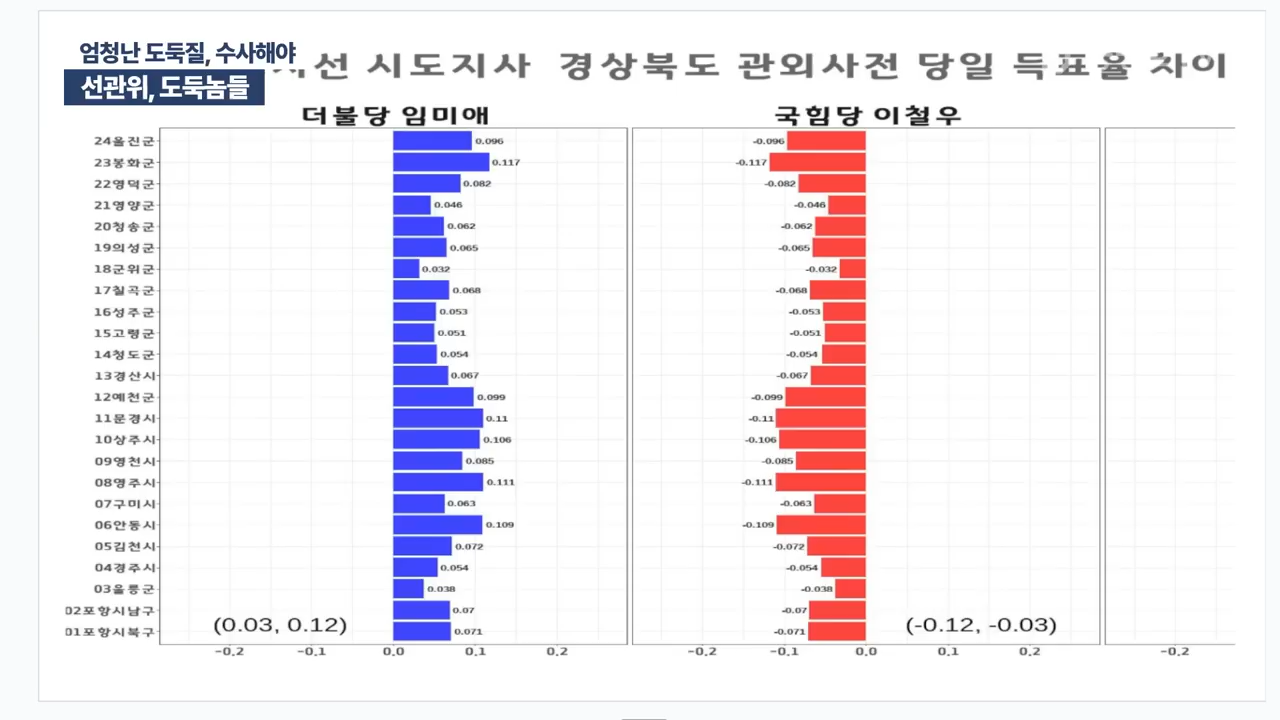 엄청난 도둑질, 수사해야
선관위, 도둑놈들
선 시도지사 경상북도 관외사전 당일 득표율 차이
더불당 임미애 국힘당 이철우
24울진군 0.096 -0.096
23봉화군 0.117 -0.117
22영덕군 0.082 -0.082
21영양군 0.046 -0.046
20청송군 0.062 -0.062
19의성군 0.065 -0.065
18군위군 0.032 -0.032
17칠곡군 0.068 -0.068
16성주군 0.053 -0.053
15고령군 0.051 -0.051
14청도군 0.054 -0.054
13경산시 0.067 -0.067
12예천군 0.099 -0.099
11문경시 0.11 -0.11
10상주시 0.106 -0.106
09영천시 0.085 -0.085
08영주시 0.111 -0.111
07구미시 0.063 -0.063
06안동시 0.109 -0.109
05김천시 0.072 -0.072
04경주시 0.054 -0.054
03울릉군 0.038 -0.038
02포항시남구 0.07 -0.07
01포항시북구 0.071 -0.071
(0.03, 0.12) (-0.12, -0.03)
-0.2 -0.1 0.0 0.1 0.2 -0.2 -0.1 0.0 0.1 0.2 -0.2